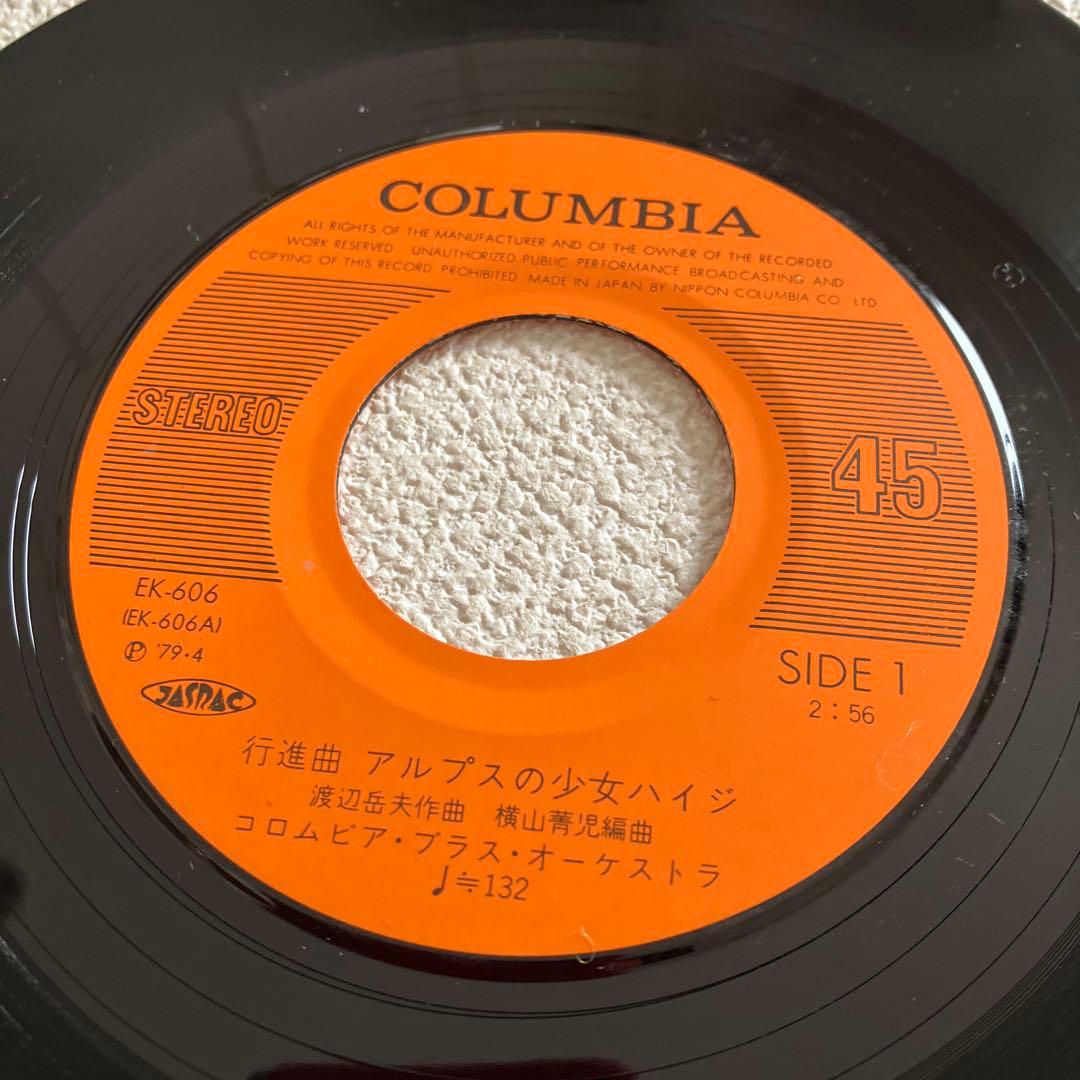 COLUMBIA
ALL RIGHTS OF THE MANUFACTURER AND OF THE OWNER OF THE RECORDED
WORK RESERVED UNAUTHORIZED PUBLIC PERFORMANCE BROADCASTING AND
COPYING OF THIS RECORD PROHIBITED MADE IN JAPAN BY NIPPON COLUMBIA CO LTD
STEREO
45
EK-606
(EK-606A)
Ⓟ '79・4
JASRAC
SIDE 1
2:56
行進曲 アルプスの少女ハイジ
渡辺岳夫作曲 横山菁児編曲
コロムビア・ブラス・オーケストラ
♩≒132